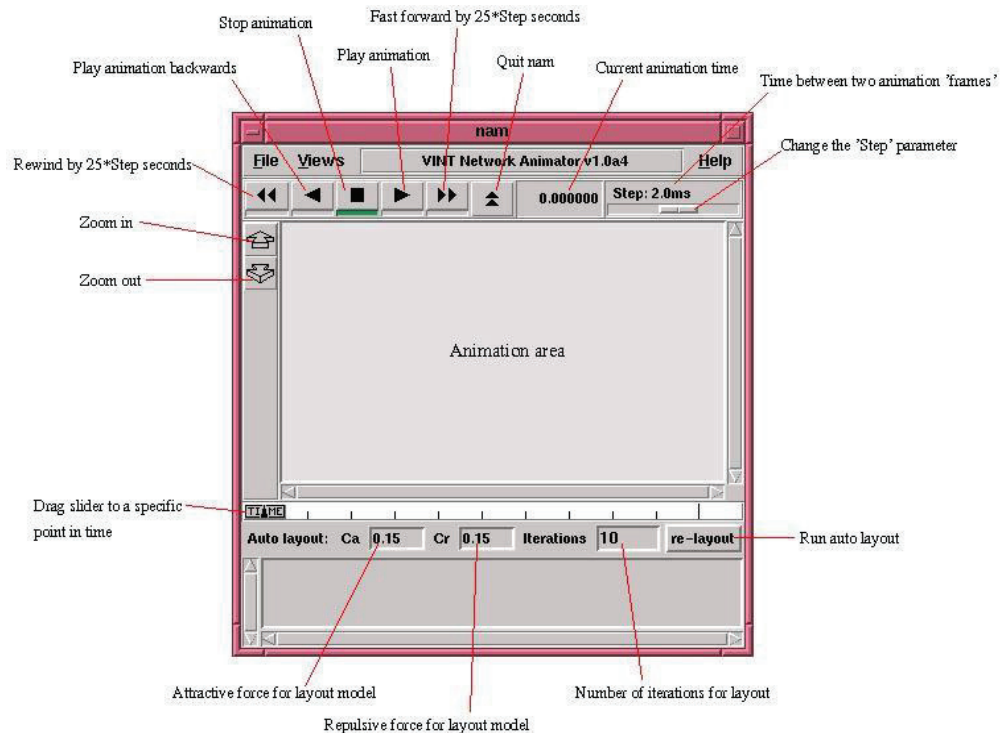 Fast forward by 25*Step seconds
Stop animation
Play animation
Quit nam
Play animation backwards
Current animation time
Time between two animation 'frames'
nam
Change the 'Step' parameter
File Views VINT Network Animator v1.0a4 Help
Rewind by 25*Step seconds
0.000000
Step: 2.0ms
Zoom in
Zoom out
Animation area
Drag slider to a specific
point in time
TIME
Auto layout: Ca 0.15 Cr 0.15 Iterations 10 re-layout
Run auto layout
Attractive force for layout model
Number of iterations for layout
Repulsive force for layout model